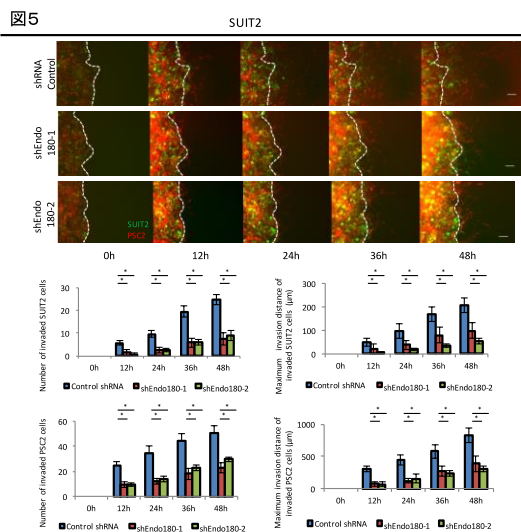 図5
SUIT2
shRNA
Control
shEndo
180-1
shEndo
180-2
SUIT2
PSC2
0h 12h 24h 36h 48h
Number of invaded SUIT2 cells
30
20
10
0
* * * *
* * * *
0h 12h 24h 36h 48h
Control shRNA shEndo180-1 shEndo180-2
Maximum invasion distance of
invaded SUIT2 cells (μm)
300
200
100
0
* * * *
* * * *
0h 12h 24h 36h 48h
Control shRNA shEndo180-1 shEndo180-2
Number of invaded PSC2 cells
60
40
20
0
* * * *
* * * *
0h 12h 24h 36h 48h
Control shRNA shEndo180-1 shEndo180-2
Maximum invasion distance of
invaded PSC2 cells (μm)
1000
500
0
* * * *
* * * *
0h 12h 24h 36h 48h
Control shRNA shEndo180-1 shEndo180-2